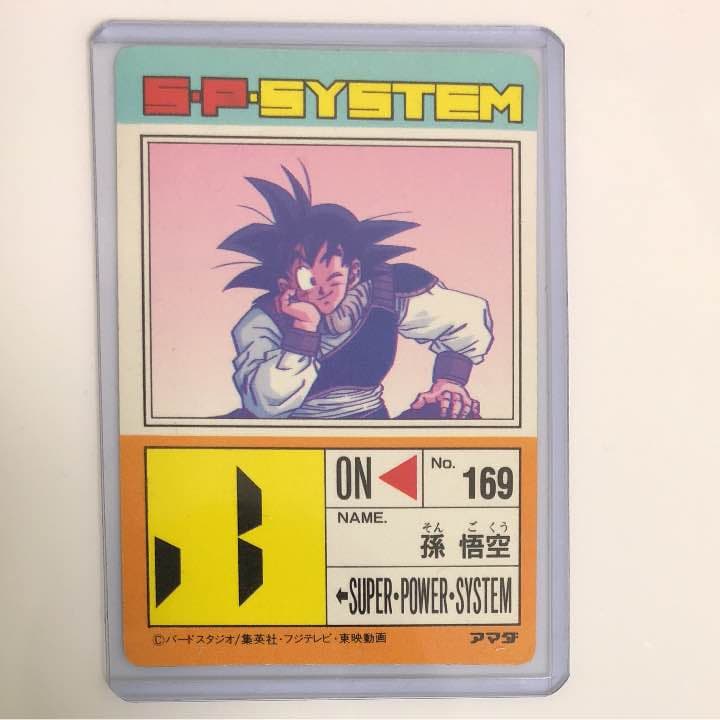 S·P·SYSTEM
ON
No. 169
NAME.
そん ご くう
孫 悟空
←SUPER·POWER·SYSTEM
©バードスタジオ/集英社・フジテレビ・東映動画
アマダ